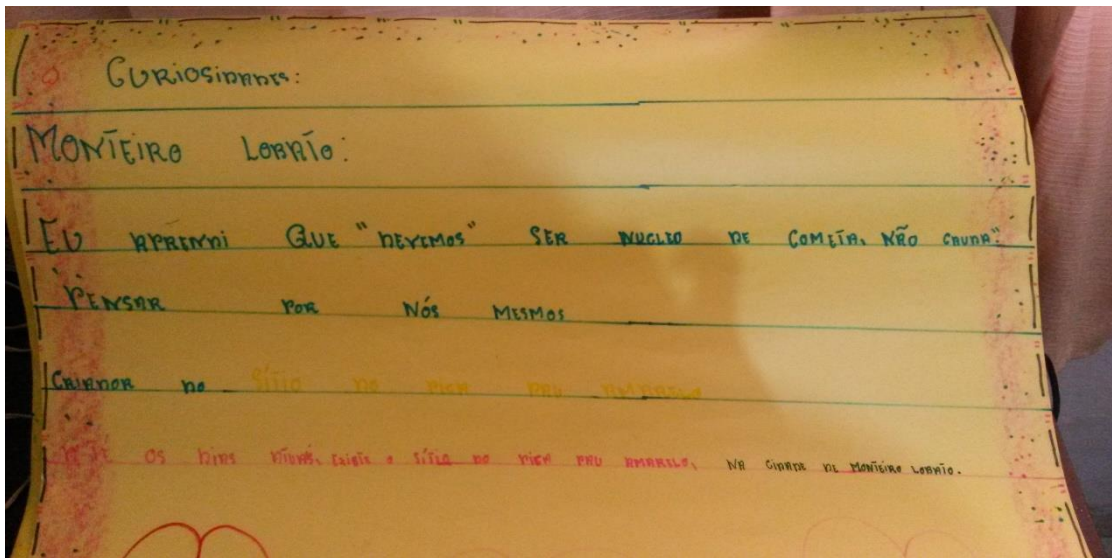 CURIOSIDADES:
MONTEIRO LOBATO:
EU APRENDI QUE "DEVEMOS" SER NUCLEO DE COMETA, NÃO CAUDA".
PENSAR POR NÓS MESMOS
CRIADOR DO SÍTIO DO PICA PAU AMARELO
ATÉ OS DIAS ATUAIS, EXISTE O SÍTIO DO PICA PAU AMARELO, NA CIDADE DE MONTEIRO LOBATO.